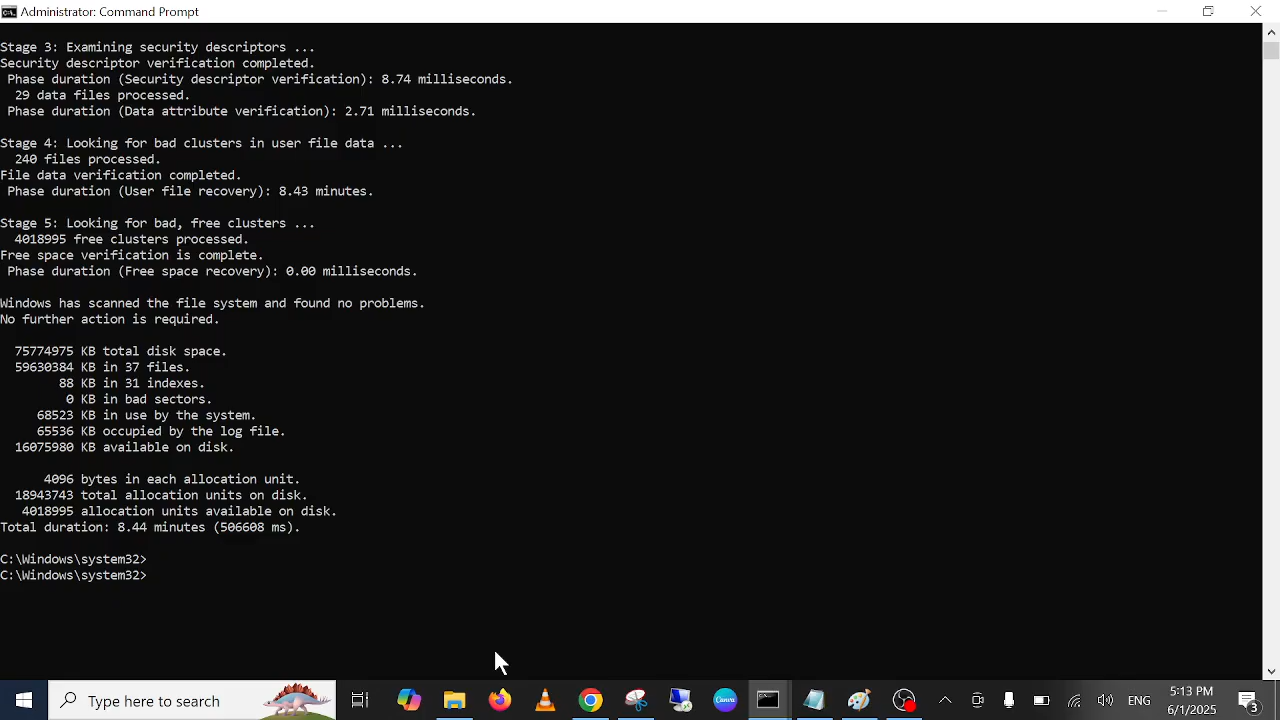 Administrator: Command Prompt
Stage 3: Examining security descriptors ...
Security descriptor verification completed.
Phase duration (Security descriptor verification): 8.74 milliseconds.
29 data files processed.
Phase duration (Data attribute verification): 2.71 milliseconds.
Stage 4: Looking for bad clusters in user file data ...
240 files processed.
File data verification completed.
Phase duration (User file recovery): 8.43 minutes.
Stage 5: Looking for bad, free clusters ...
4018995 free clusters processed.
Free space verification is complete.
Phase duration (Free space recovery): 0.00 milliseconds.
Windows has scanned the file system and found no problems.
No further action is required.
75774975 KB total disk space.
59630384 KB in 37 files.
88 KB in 31 indexes.
0 KB in bad sectors.
68523 KB in use by the system.
65536 KB occupied by the log file.
16075980 KB available on disk.
4096 bytes in each allocation unit.
18943743 total allocation units on disk.
4018995 allocation units available on disk.
Total duration: 8.44 minutes (506608 ms).
C:\Windows\system32>
C:\Windows\system32>
Type here to search
Canva
ENG
5:13 PM
6/1/2025
3